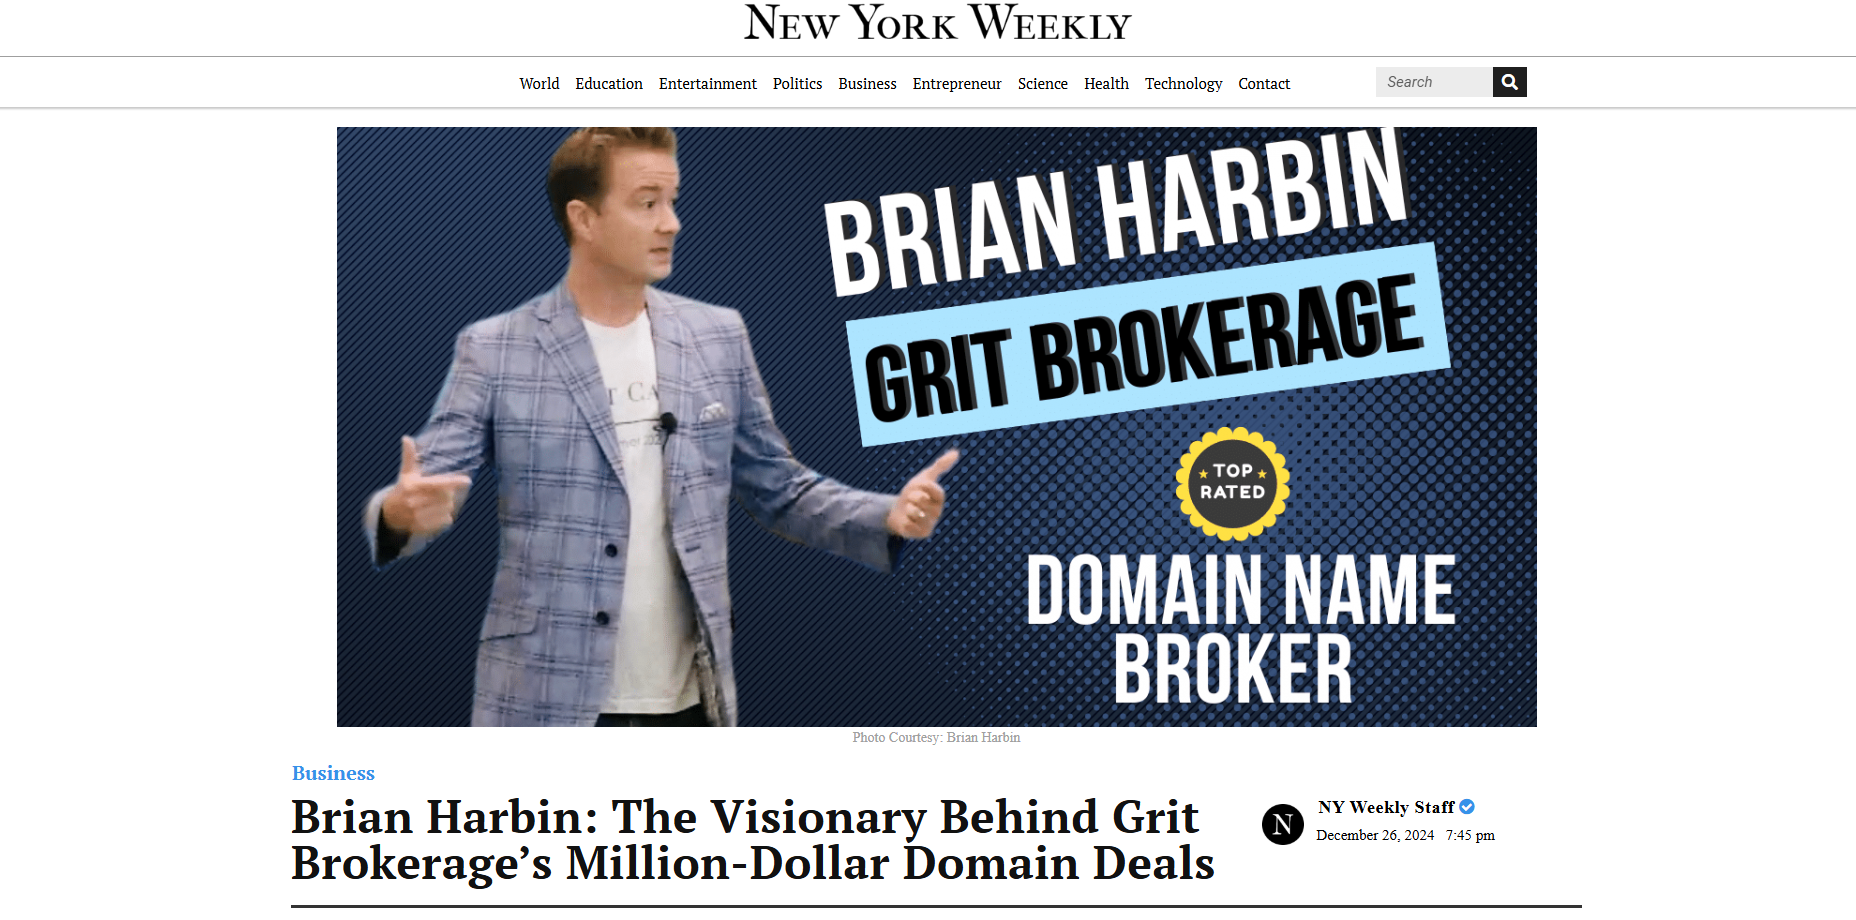 NEW YORK WEEKLY
World Education Entertainment Politics Business Entrepreneur Science Health Technology Contact
Search
BRIAN HARBIN
GRIT BROKERAGE
TOP
RATED
DOMAIN NAME
BROKER
Photo Courtesy: Brian Harbin
Business
Brian Harbin: The Visionary Behind Grit
Brokerage’s Million-Dollar Domain Deals
N
NY Weekly Staff
December 26, 2024 7:45 pm